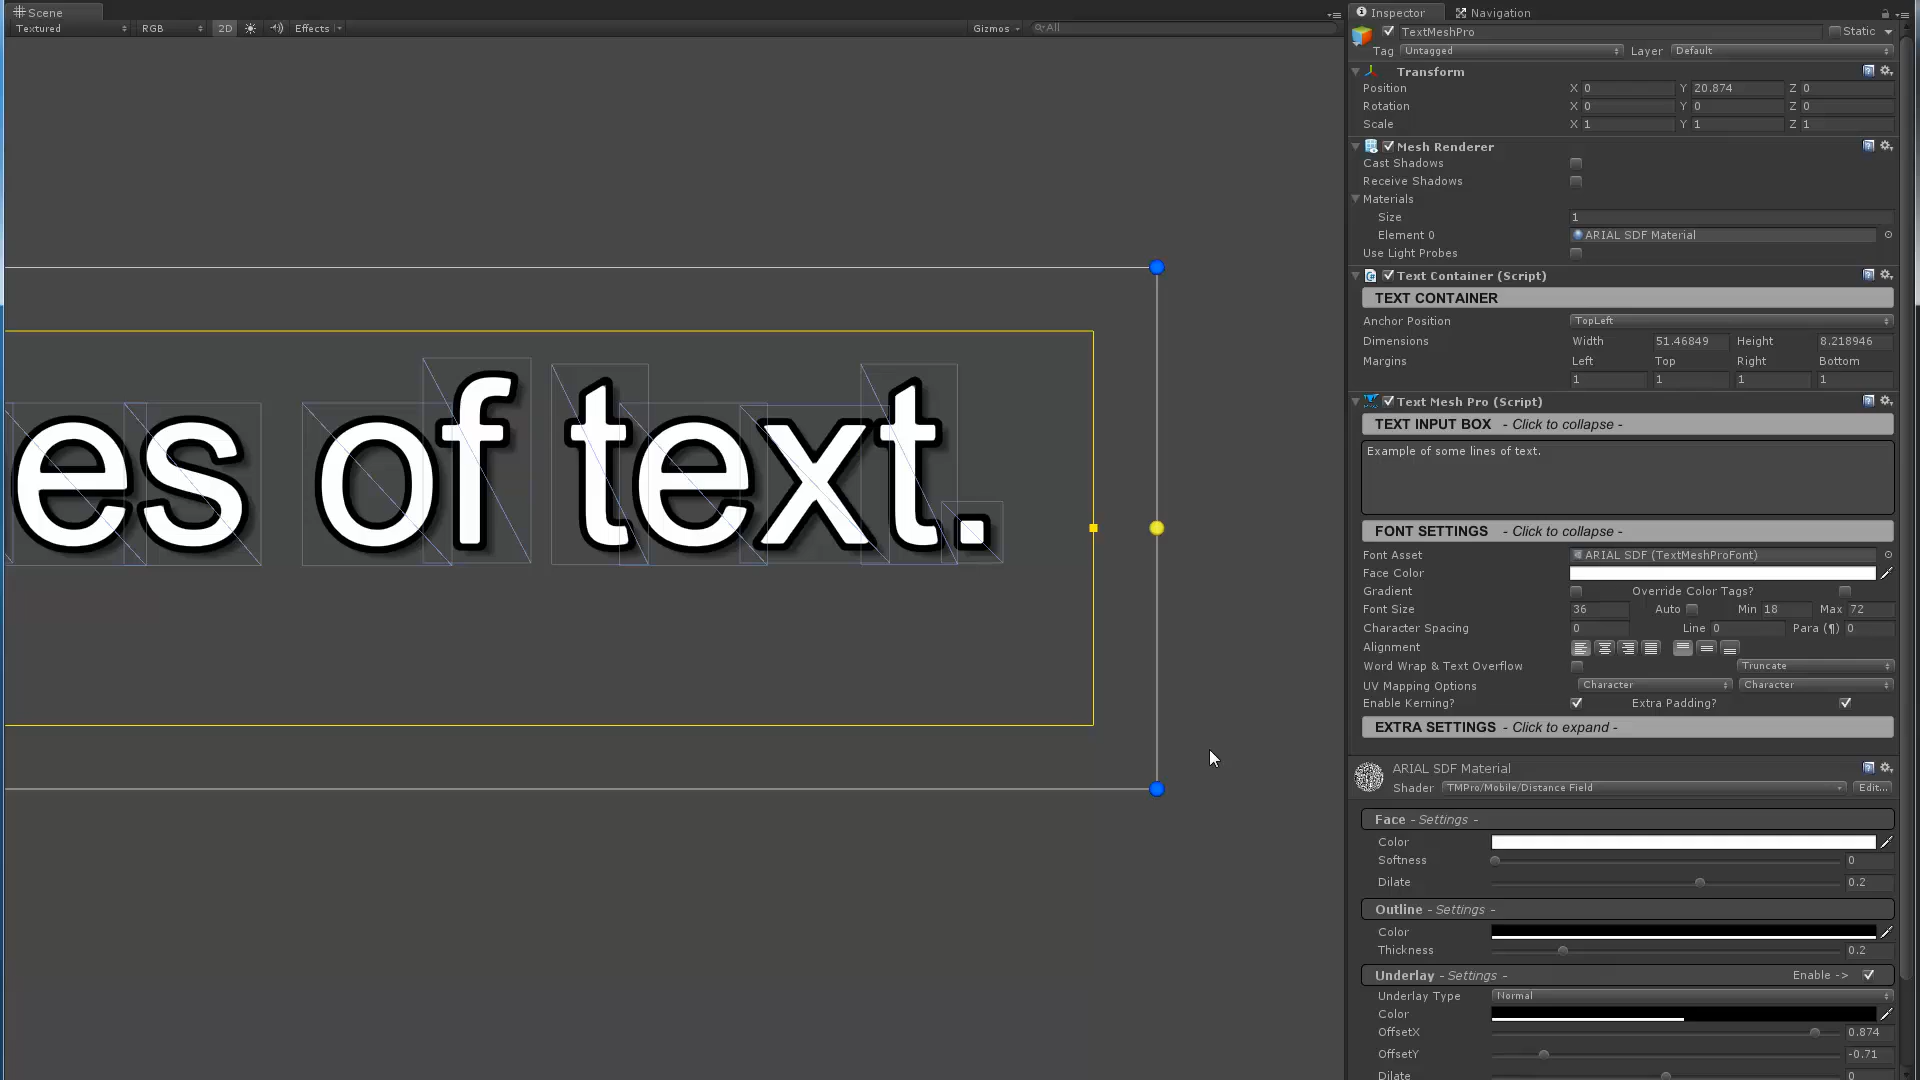 Scene
Textured RGB 2D Effects Gizmos All
es of text.
Inspector Navigation
TextMeshPro Static
Tag Untagged Layer Default
Transform
Position X 0 Y 20.874 Z 0
Rotation X 0 Y 0 Z 0
Scale X 1 Y 1 Z 1
Mesh Renderer
Cast Shadows
Receive Shadows
Materials
Size 1
Element 0 ARIAL SDF Material
Use Light Probes
Text Container (Script)
TEXT CONTAINER
Anchor Position TopLeft
Dimensions Width 51.46849 Height 8.218946
Margins Left Top Right Bottom
1 1 1 1
Text Mesh Pro (Script)
TEXT INPUT BOX - Click to collapse -
Example of some lines of text.
FONT SETTINGS - Click to collapse -
Font Asset ARIAL SDF (TextMeshProFont)
Face Color
Gradient Override Color Tags?
Font Size 36 Auto Min 18 Max 72
Character Spacing 0 Line 0 Para (¶) 0
Alignment
Word Wrap & Text Overflow Truncate
UV Mapping Options Character Character
Enable Kerning? Extra Padding?
EXTRA SETTINGS - Click to expand -
ARIAL SDF Material
Shader TMPro/Mobile/Distance Field Edit...
Face - Settings -
Color
Softness 0
Dilate 0.2
Outline - Settings -
Color
Thickness 0.2
Underlay - Settings - Enable ->
Underlay Type Normal
Color
OffsetX 0.874
OffsetY -0.71
Dilate 0